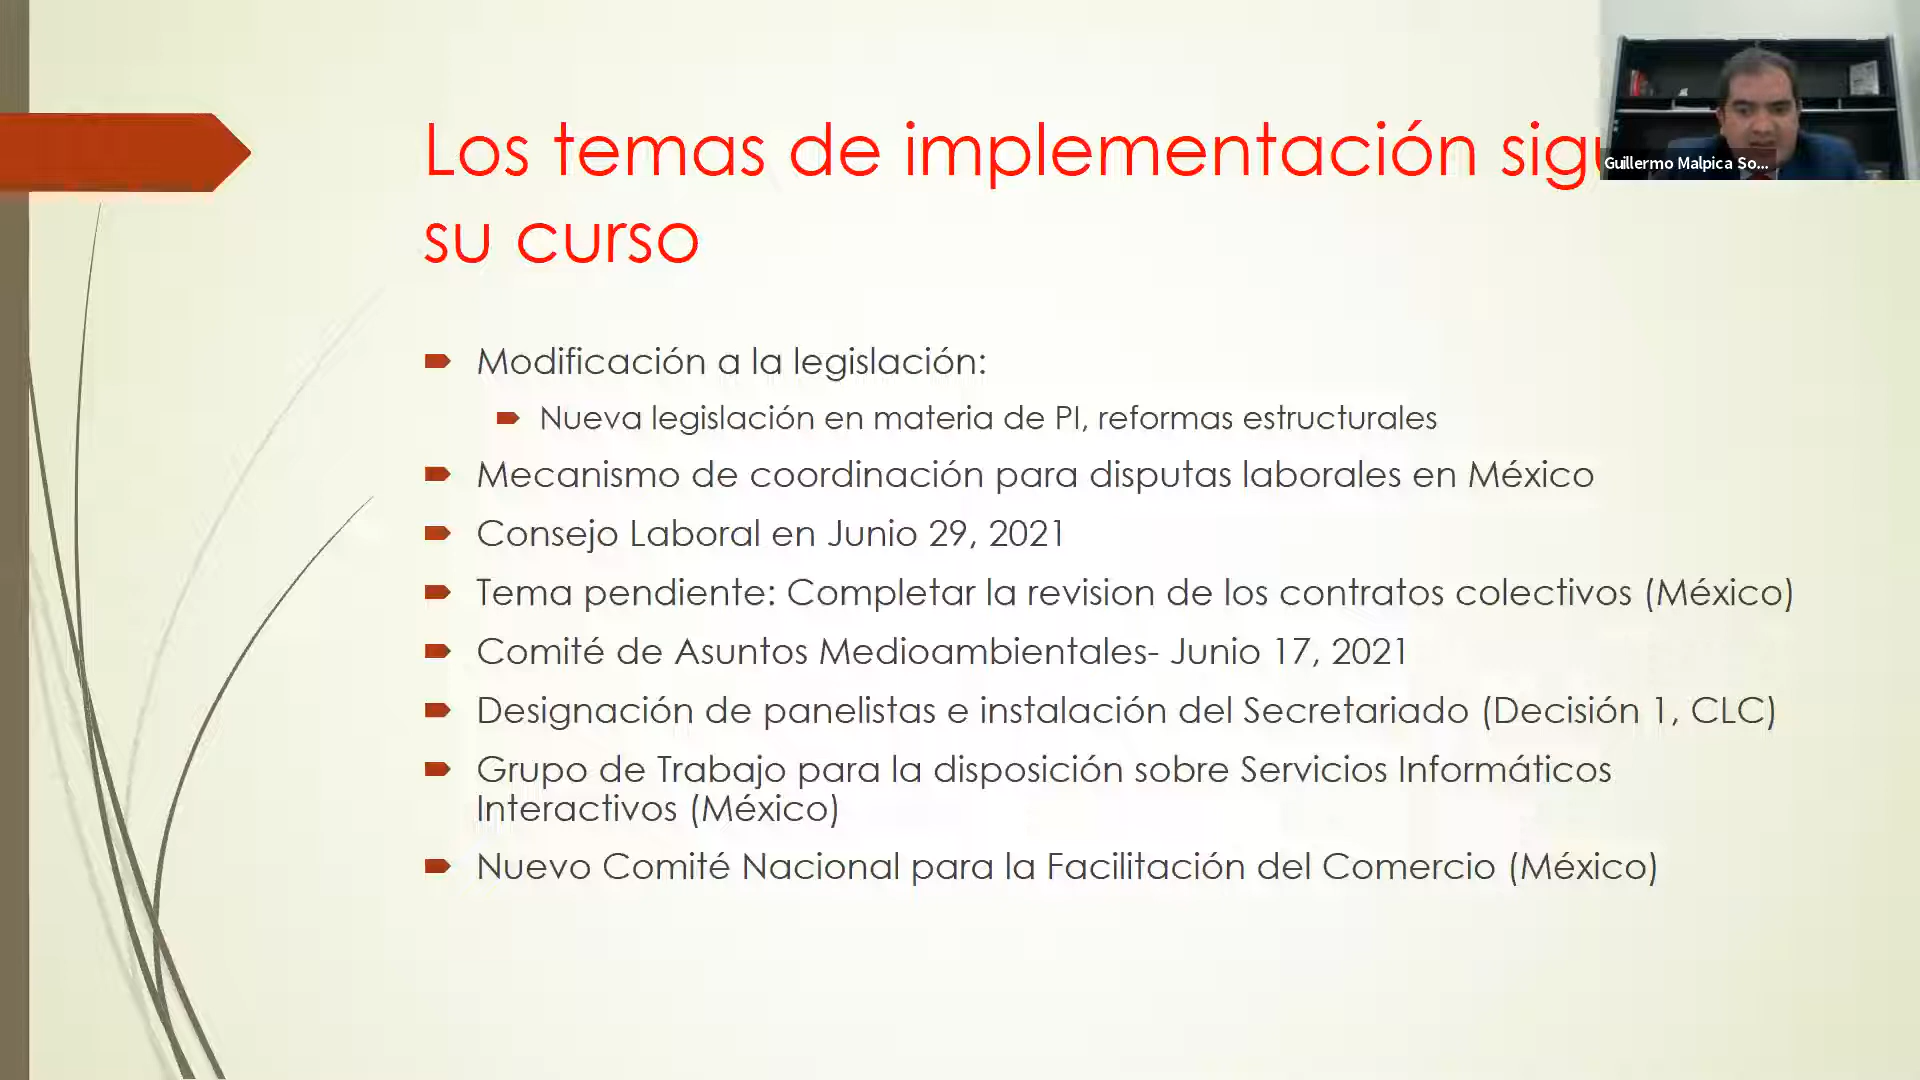 Los temas de implementación
su curso
Guillermo Malpica So...
Modificación a la legislación:
Nueva legislación en materia de PI, reformas estructurales
Mecanismo de coordinación para disputas laborales en México
Consejo Laboral en Junio 29, 2021
Tema pendiente: Completar la revision de los contratos colectivos (México)
Comité de Asuntos Medioambientales- Junio 17, 2021
Designación de panelistas e instalación del Secretariado (Decisión 1, CLC)
Grupo de Trabajo para la disposición sobre Servicios Informáticos
Interactivos (México)
Nuevo Comité Nacional para la Facilitación del Comercio (México)